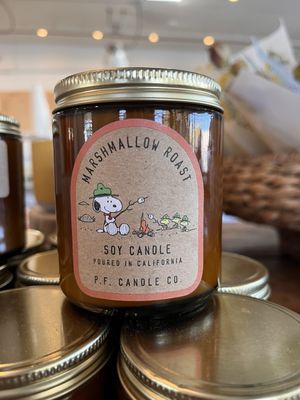 MARSHMALLOW ROAST
SOY CANDLE
POURED IN CALIFORNIA
P.F. CANDLE CO.